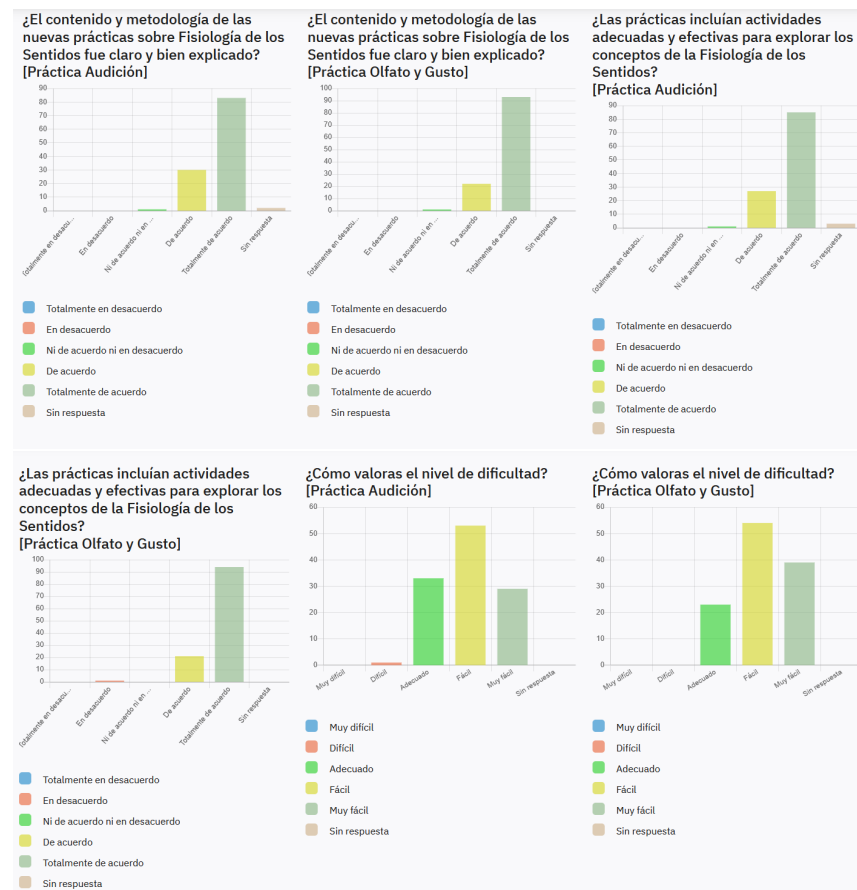 ¿El contenido y metodología de las
nuevas prácticas sobre Fisiología de los
Sentidos fue claro y bien explicado?
[Práctica Audición]
90
80
70
60
50
40
30
20
10
0
Totalmente en desacu...
En desacuerdo
Ni de acuerdo ni en ...
De acuerdo
Totalmente de acuerdo
Sin respuesta
Totalmente en desacuerdo
En desacuerdo
Ni de acuerdo ni en desacuerdo
De acuerdo
Totalmente de acuerdo
Sin respuesta
¿El contenido y metodología de las
nuevas prácticas sobre Fisiología de los
Sentidos fue claro y bien explicado?
[Práctica Olfato y Gusto]
100
90
80
70
60
50
40
30
20
10
0
Totalmente en desacu...
En desacuerdo
Ni de acuerdo ni en ...
De acuerdo
Totalmente de acuerdo
Sin respuesta
Totalmente en desacuerdo
En desacuerdo
Ni de acuerdo ni en desacuerdo
De acuerdo
Totalmente de acuerdo
Sin respuesta
¿Las prácticas incluían actividades
adecuadas y efectivas para explorar los
conceptos de la Fisiología de los
Sentidos?
[Práctica Audición]
90
80
70
60
50
40
30
20
10
0
Totalmente en desacu...
En desacuerdo
Ni de acuerdo ni en ...
De acuerdo
Totalmente de acuerdo
Sin respuesta
Totalmente en desacuerdo
En desacuerdo
Ni de acuerdo ni en desacuerdo
De acuerdo
Totalmente de acuerdo
Sin respuesta
¿Las prácticas incluían actividades
adecuadas y efectivas para explorar los
conceptos de la Fisiología de los
Sentidos?
[Práctica Olfato y Gusto]
100
90
80
70
60
50
40
30
20
10
0
Totalmente en desacu...
En desacuerdo
Ni de acuerdo ni en ...
De acuerdo
Totalmente de acuerdo
Sin respuesta
Totalmente en desacuerdo
En desacuerdo
Ni de acuerdo ni en desacuerdo
De acuerdo
Totalmente de acuerdo
Sin respuesta
¿Cómo valoras el nivel de dificultad?
[Práctica Audición]
60
50
40
30
20
10
0
Muy difícil
Difícil
Adecuado
Fácil
Muy fácil
Sin respuesta
Muy difícil
Difícil
Adecuado
Fácil
Muy fácil
Sin respuesta
¿Cómo valoras el nivel de dificultad?
[Práctica Olfato y Gusto]
60
50
40
30
20
10
0
Muy difícil
Difícil
Adecuado
Fácil
Muy fácil
Sin respuesta
Muy difícil
Difícil
Adecuado
Fácil
Muy fácil
Sin respuesta